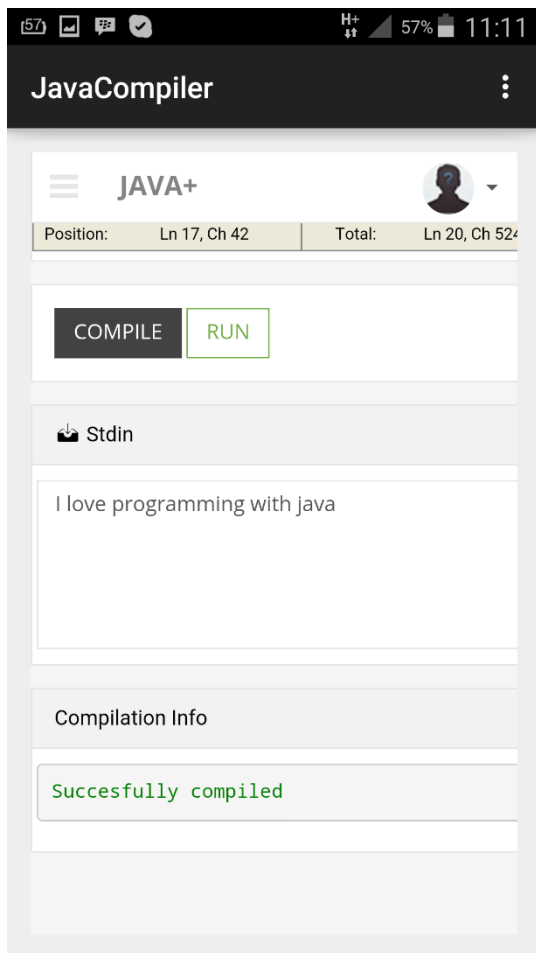 57 H+ 57% 11:11
JavaCompiler
JAVA+
Position: Ln 17, Ch 42 Total: Ln 20, Ch 524
COMPILE RUN
Stdin
I love programming with java
Compilation Info
Succesfully compiled